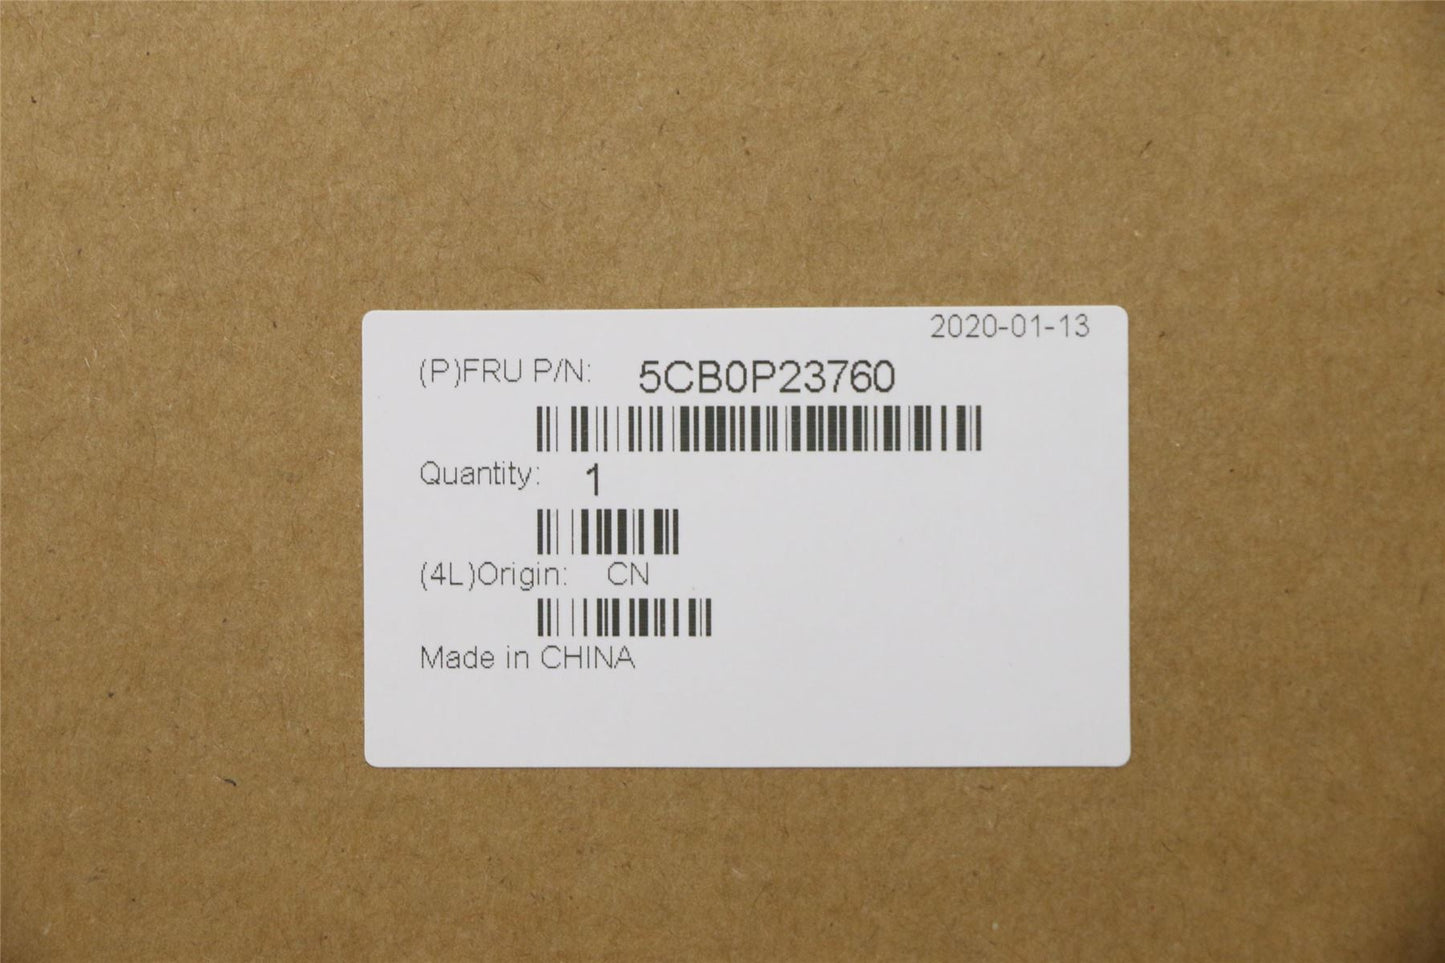 2020-01-13
(P)FRU P/N: 5CB0P23760
Quantity: 1
(4L)Origin: CN
Made in CHINA